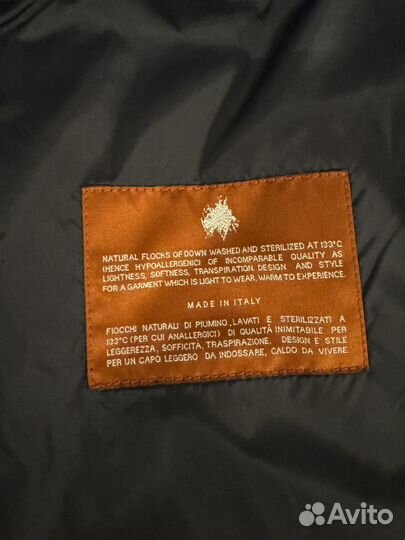 NATURAL FLOCKS OF DOWN WASHED AND STERILIZED AT 133°C
(HENCE HYPOALLERGENIC) OF INCOMPARABLE QUALITY AS
LIGHTNESS, SOFTNESS, TRANSPIRATION DESIGN AND STYLE
FOR A GARMENT WHICH IS LIGHT TO WEAR, WARM TO EXPERIENCE.
MADE IN ITALY
FIOCCHI NATURALI DI PIUMINO, LAVATI E STERILIZZATI A
133°C (PER CUI ANALLERGICI) DI QUALITÀ INIMITABILE PER
LEGGEREZZA, SOFFICITÀ, TRASPIRAZIONE. DESIGN E STILE
PER UN CAPO LEGGERO DA INDOSSARE, CALDO DA VIVERE.
Avito